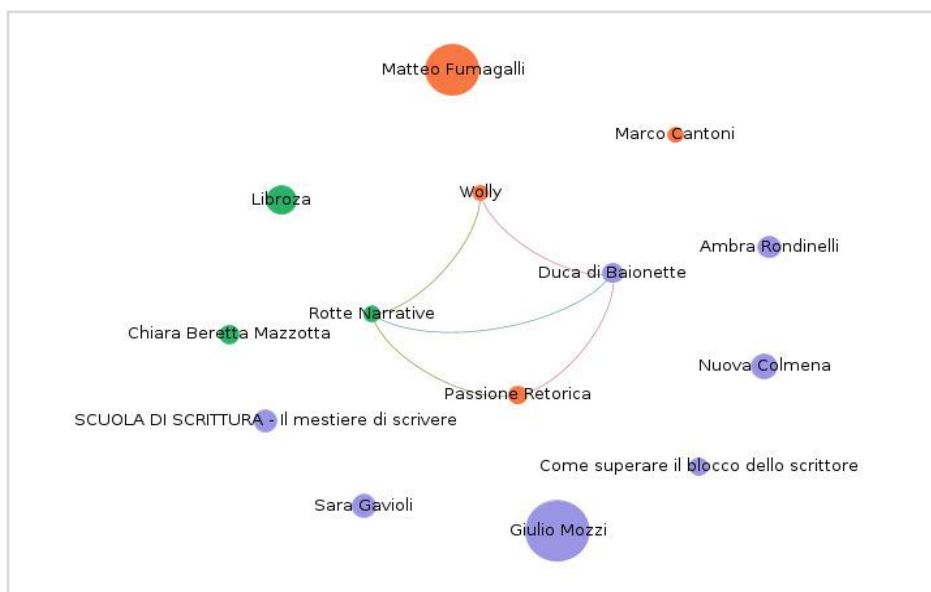 Matteo Fumagalli
Marco Cantoni
Wolly
Libroza
Ambra Rondinelli
Duca di Baionette
Rotte Narrative
Chiara Beretta Mazzotta
Nuova Colmena
Passione Retorica
SCUOLA DI SCRITTURA - Il mestiere di scrivere
Come superare il blocco dello scrittore
Sara Gavioli
Giulio Mozzi